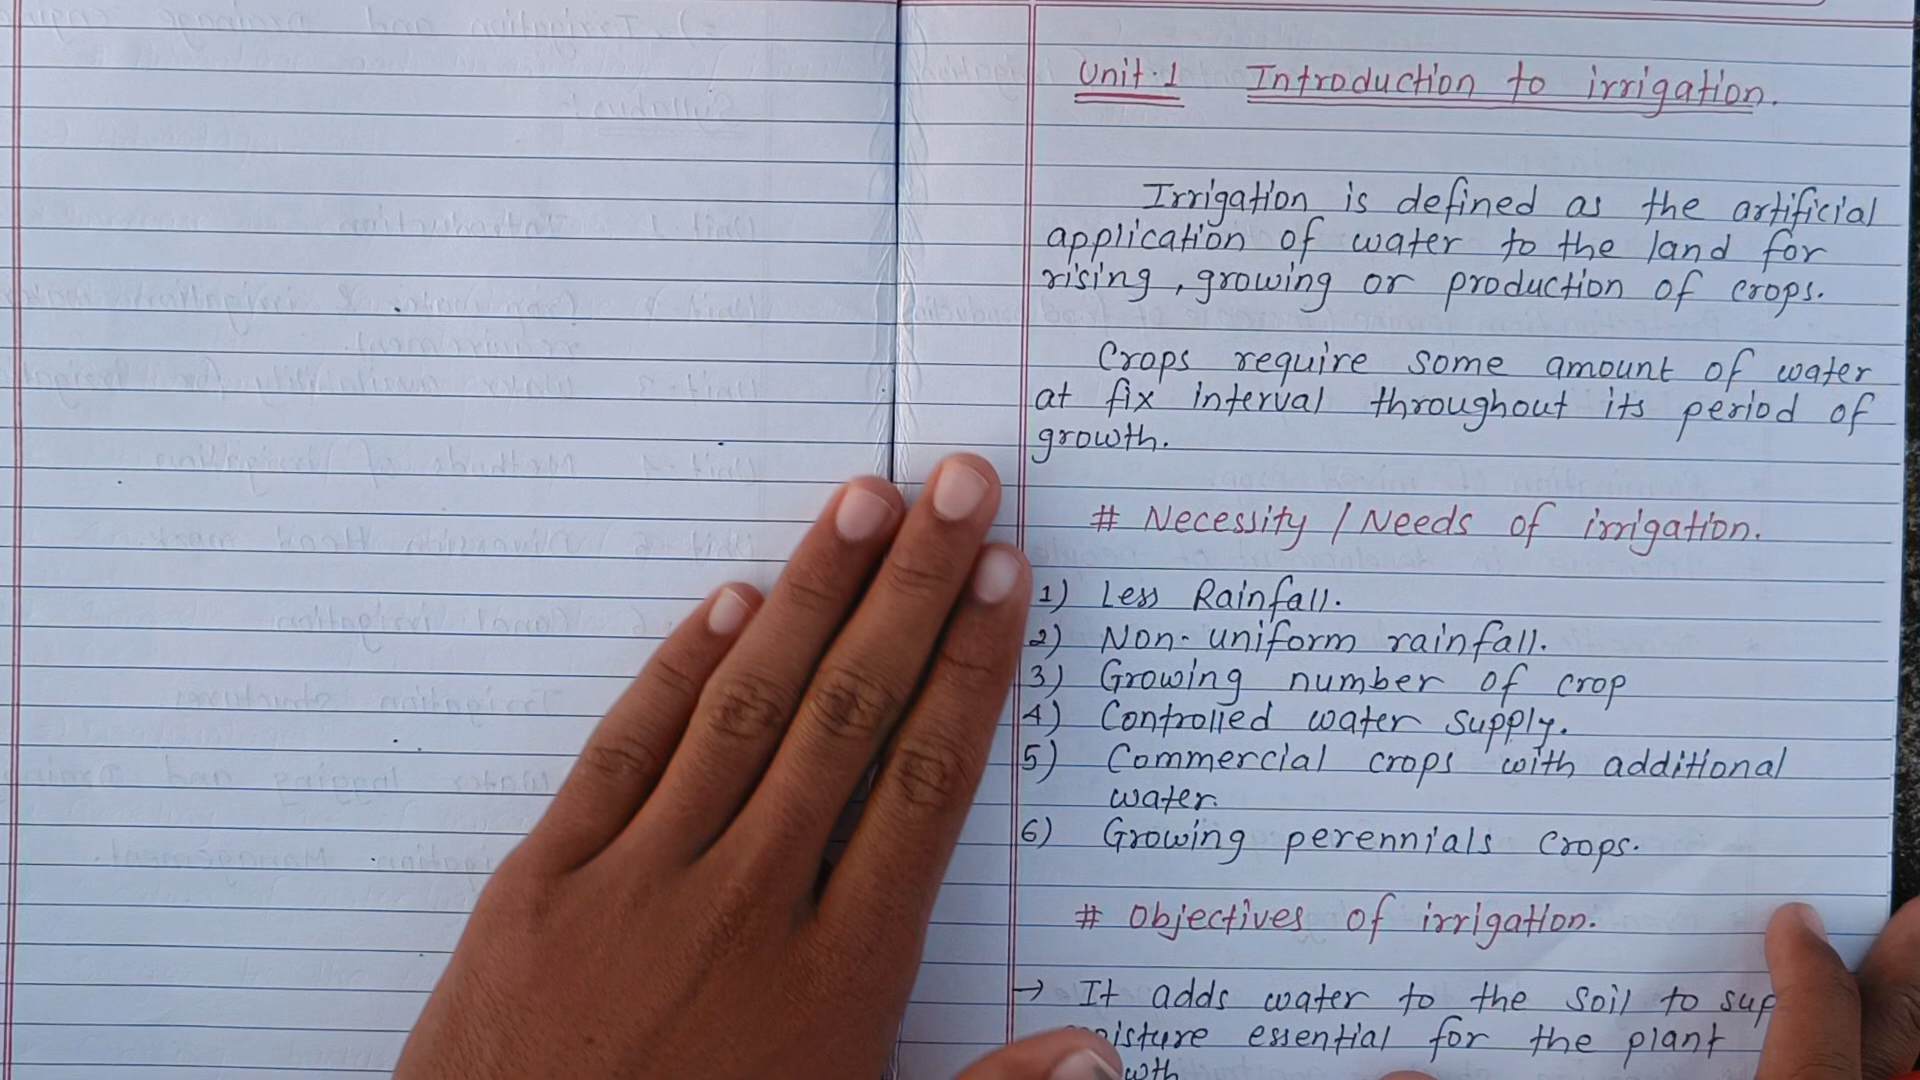 Unit-1 Introduction to irrigation.
Irrigation is defined as the artificial
application of water to the land for
rising, growing or production of crops.
Crops require some amount of water
at fix interval throughout its period of
growth.
# Necessity / Needs of irrigation.
1) Less Rainfall.
2) Non-uniform rainfall.
3) Growing number of crop
4) Controlled water supply.
5) Commercial crops with additional
water.
6) Growing perennials crops.
# Objectives of irrigation.
→ It adds water to the soil to
essential for the plant